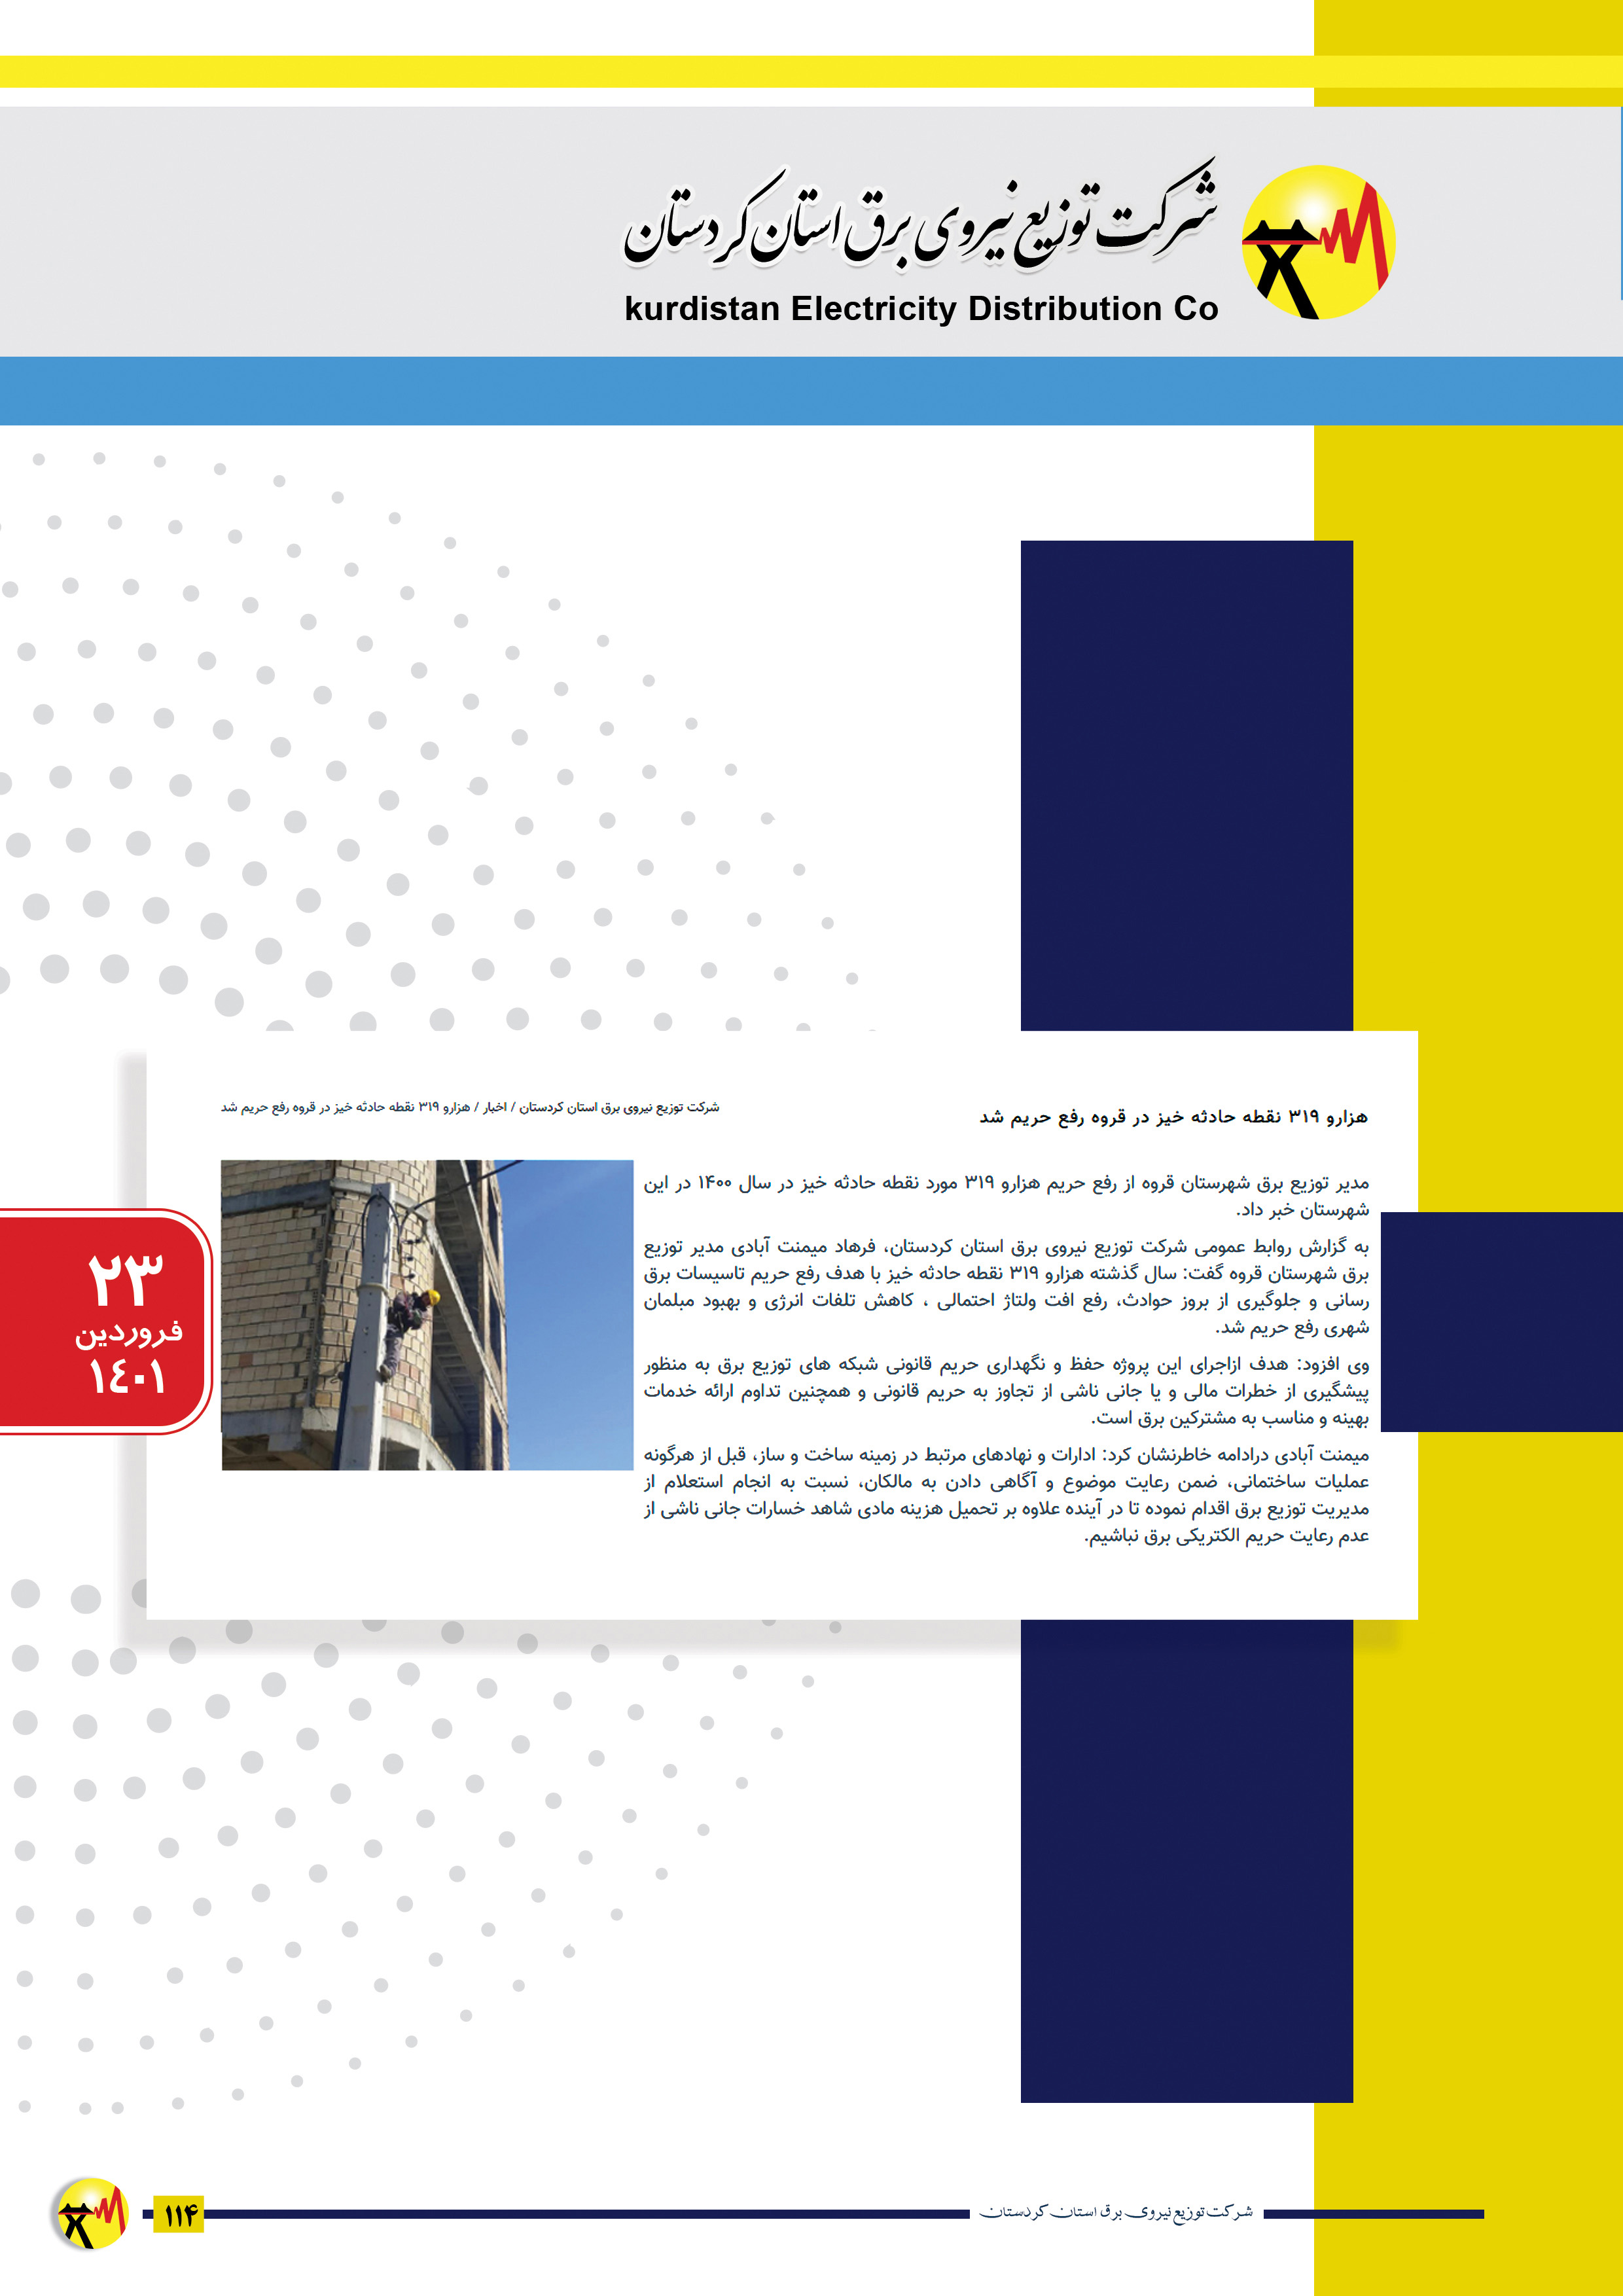 شرکت توزیع نیروی برق استان کردستان
kurdistan Electricity Distribution Co
هزارو ۳۱۹ نقطه حادثه خیز در قروه رفع حریم شد
شرکت توزیع نیروی برق استان کردستان / اخبار / هزارو ۳۱۹ نقطه حادثه خیز در قروه رفع حریم شد
مدیر توزیع برق شهرستان قروه از رفع حریم هزارو ۳۱۹ مورد نقطه حادثه خیز در سال ۱۴۰۰ در این
شهرستان خبر داد.
به گزارش روابط عمومی شرکت توزیع نیروی برق استان کردستان، فرهاد میمنت آبادی مدیر توزیع
برق شهرستان قروه گفت: سال گذشته هزارو ۳۱۹ نقطه حادثه خیز با هدف رفع حریم تاسیسات برق
رسانی و جلوگیری از بروز حوادث، رفع افت ولتاژ احتمالی ، کاهش تلفات انرژی و بهبود مبلمان
شهری رفع حریم شد.
وی افزود: هدف ازاجرای این پروژه حفظ و نگهداری حریم قانونی شبکه های توزیع برق به منظور
پیشگیری از خطرات مالی و یا جانی ناشی از تجاوز به حریم قانونی و همچنین تداوم ارائه خدمات
بهینه و مناسب به مشترکین برق است.
میمنت آبادی درادامه خاطرنشان کرد: ادارات و نهادهای مرتبط در زمینه ساخت و ساز، قبل از هرگونه
عملیات ساختمانی، ضمن رعایت موضوع و آگاهی دادن به مالکان، نسبت به انجام استعلام از
مدیریت توزیع برق اقدام نموده تا در آینده علاوه بر تحمیل هزینه مادی شاهد خسارات جانی ناشی از
عدم رعایت حریم الکتریکی برق نباشیم.
۲۳
فروردین
١٤٠١
شرکت توزیع نیروی برق استان کردستان
۱۱۴